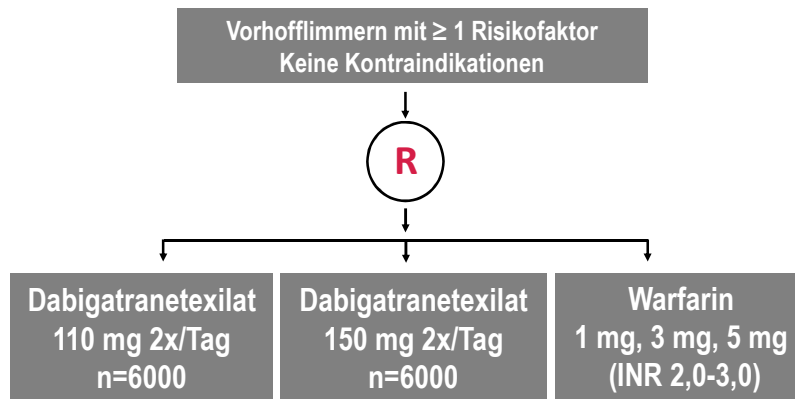 Vorhofflimmern mit ≥ 1 Risikofaktor
Keine Kontraindikationen
R
Dabigatranetexilat
110 mg 2x/Tag
n=6000
Dabigatranetexilat
150 mg 2x/Tag
n=6000
Warfarin
1 mg, 3 mg, 5 mg
(INR 2,0-3,0)